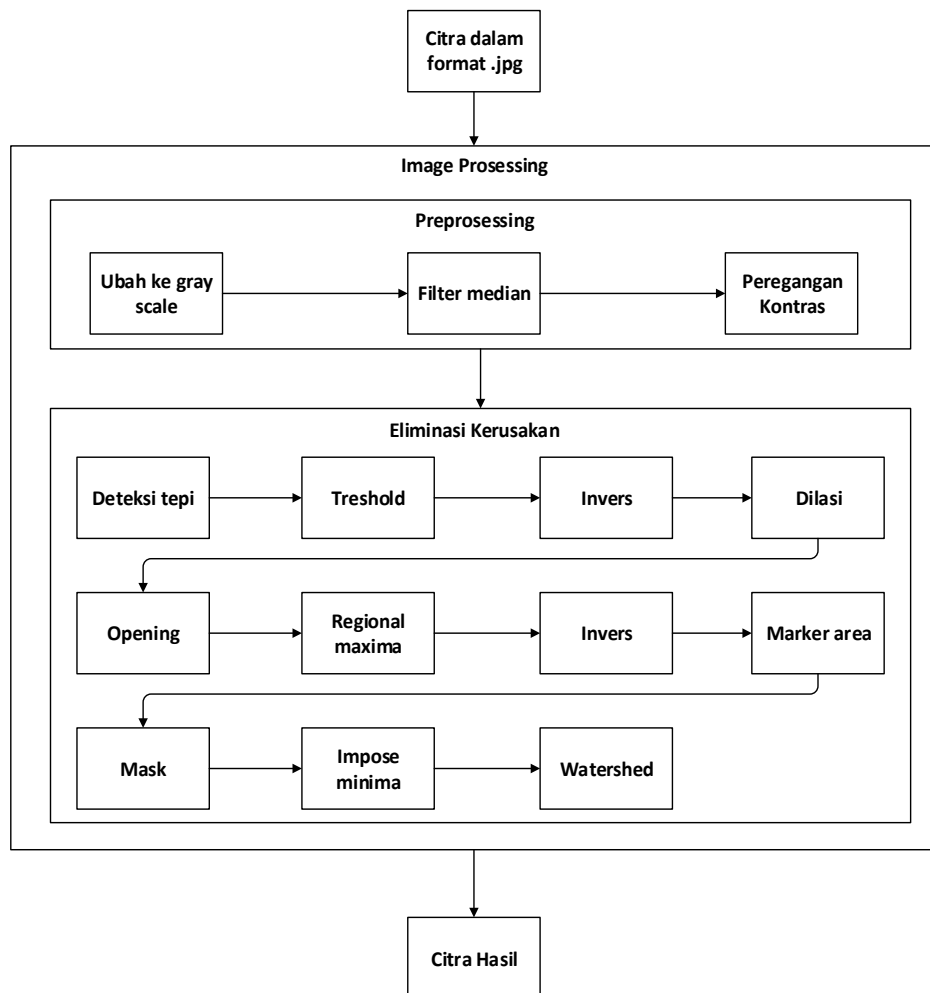 Citra dalam
format .jpg
Image Prosessing
Preprosessing
Ubah ke gray
scale
Filter median
Peregangan
Kontras
Eliminasi Kerusakan
Deteksi tepi
Treshold
Invers
Dilasi
Opening
Regional
maxima
Invers
Marker area
Mask
Impose
minima
Watershed
Citra Hasil